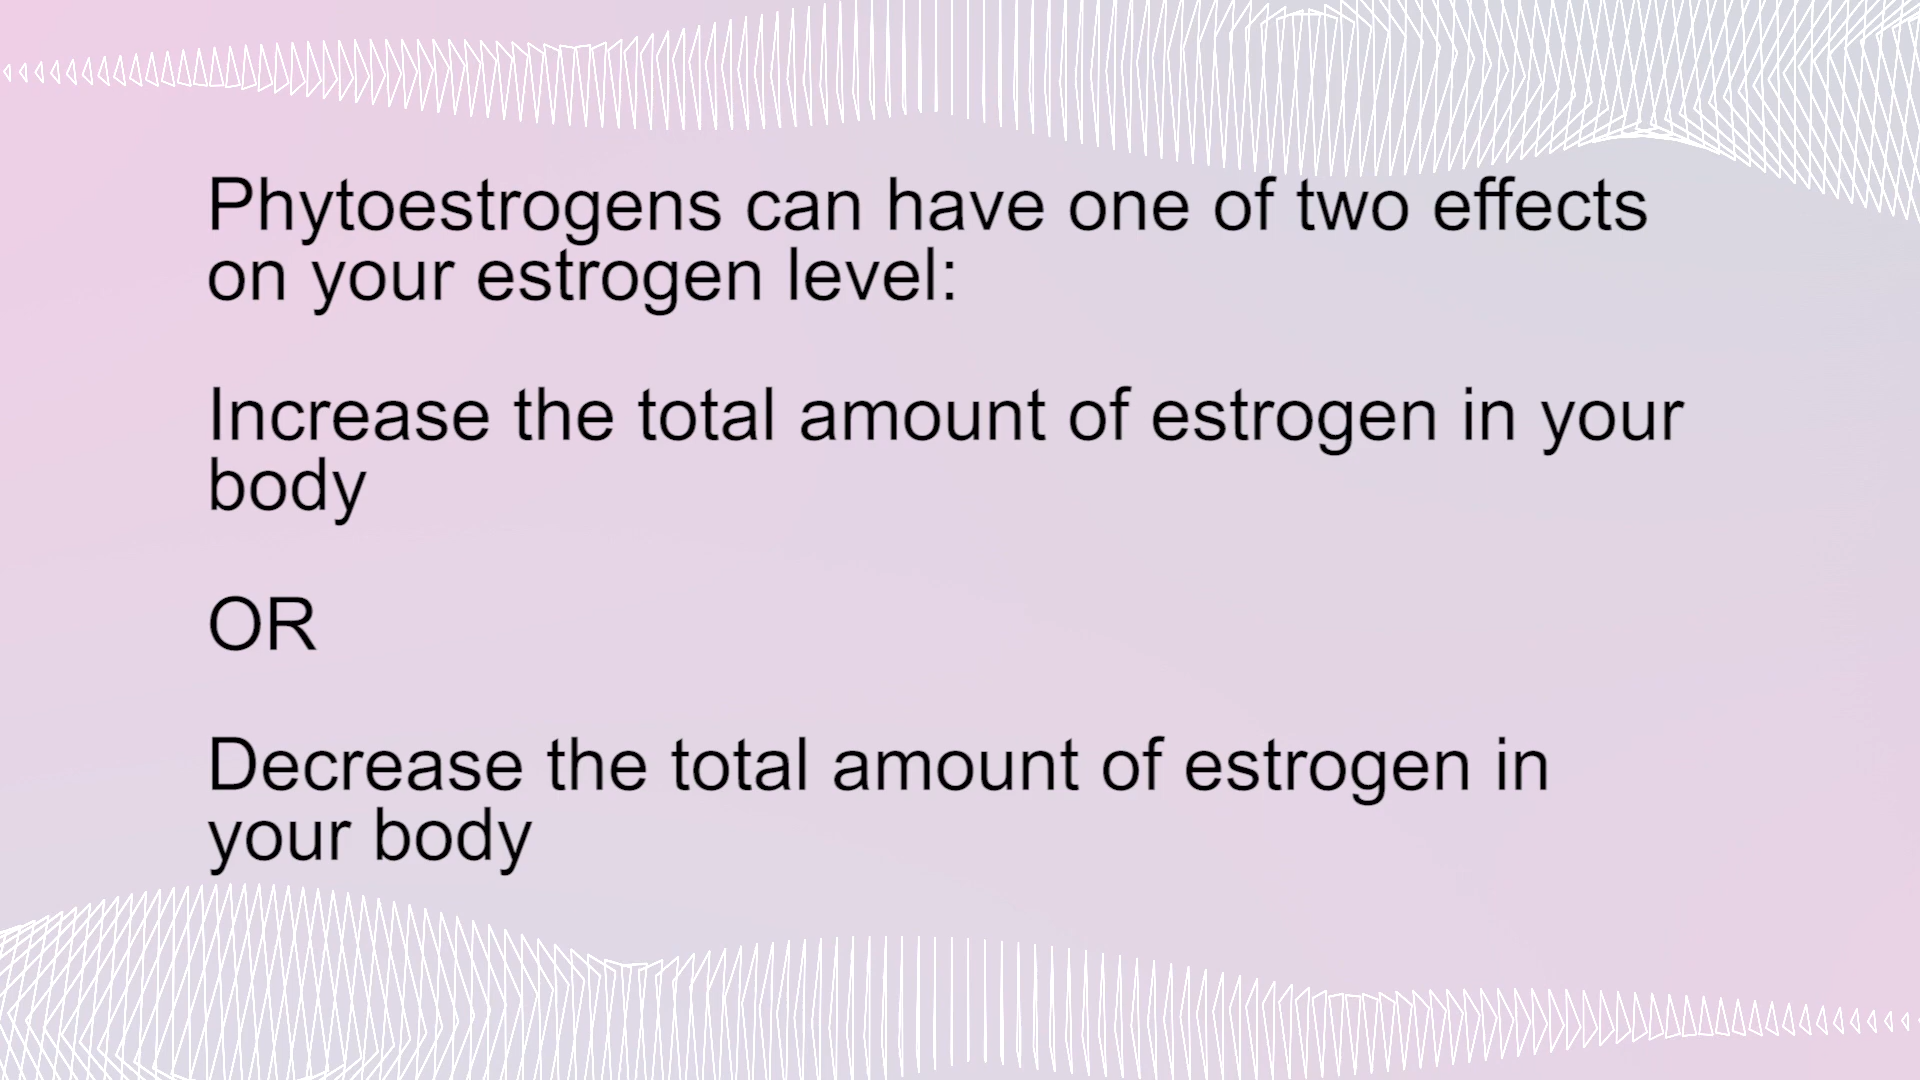 Phytoestrogens can have one of two effects
on your estrogen level:
Increase the total amount of estrogen in your
body
OR
Decrease the total amount of estrogen in
your body